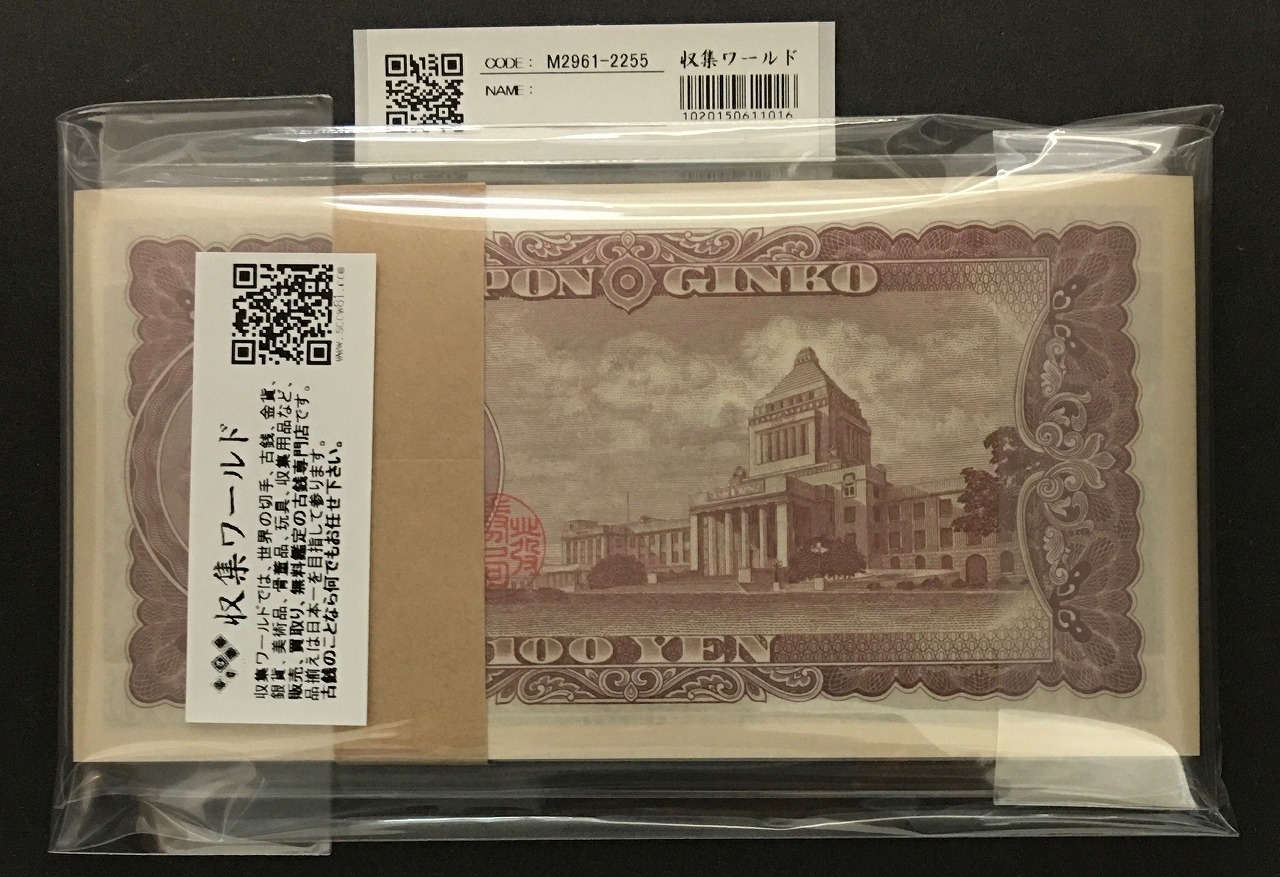 CODE: M2961-2255
NAME:
収集ワールド
1020150611016
PON GINKO
100 YEN
www.sccw81.com
収集ワールド
収集ワールドでは、世界の切手、古銭、金貨、
銀貨、美術品、骨董品、玩具、収集用品など、
販売、買取り、無料鑑定の古銭専門店です。
品揃えは日本一を目指して参ります。
古銭のことなら何でもお任せ下さい。